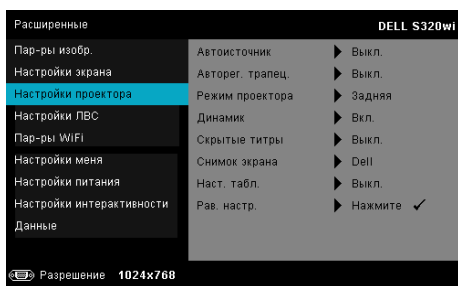 Расширенные DELL S320wi
Пар-ры изобр.
Настройки экрана
Настройки проектора
Настройки ЛВС
Пар-ры WiFi
Настройки меня
Настройки питания
Настройки интерактивности
Данные
Автоисточник Выкл.
Авторег. трапец. Выкл.
Режим проектора Задняя
Динамик Вкл.
Скрытые титры Выкл.
Снимок экрана Dell
Наст. табл. Выкл.
Рав. настр. Нажмите ✓
Разрешение 1024x768